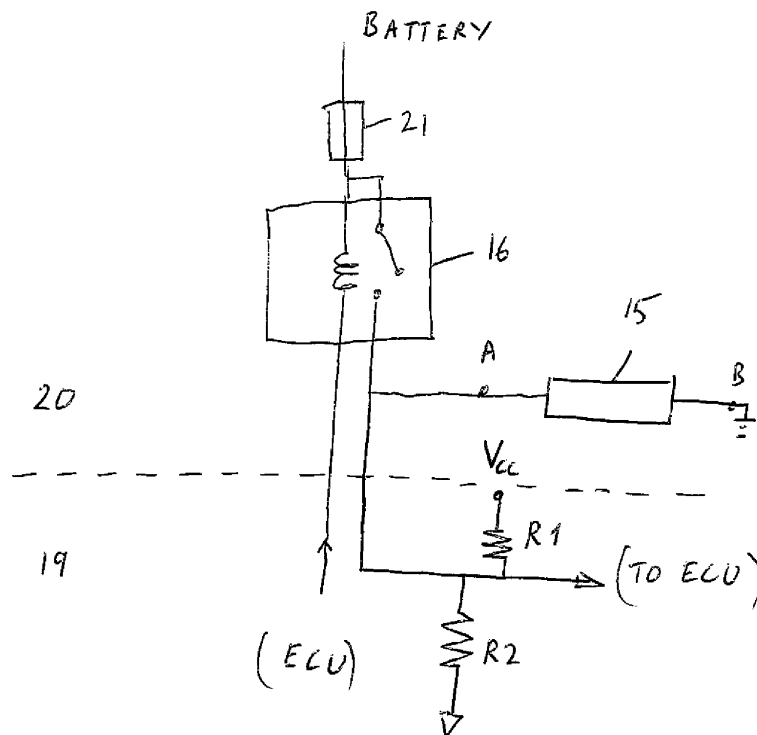 BATTERY
21
16
15
A
B
20
Vcc
R1
19
(TO ECU)
(ECU)
R2